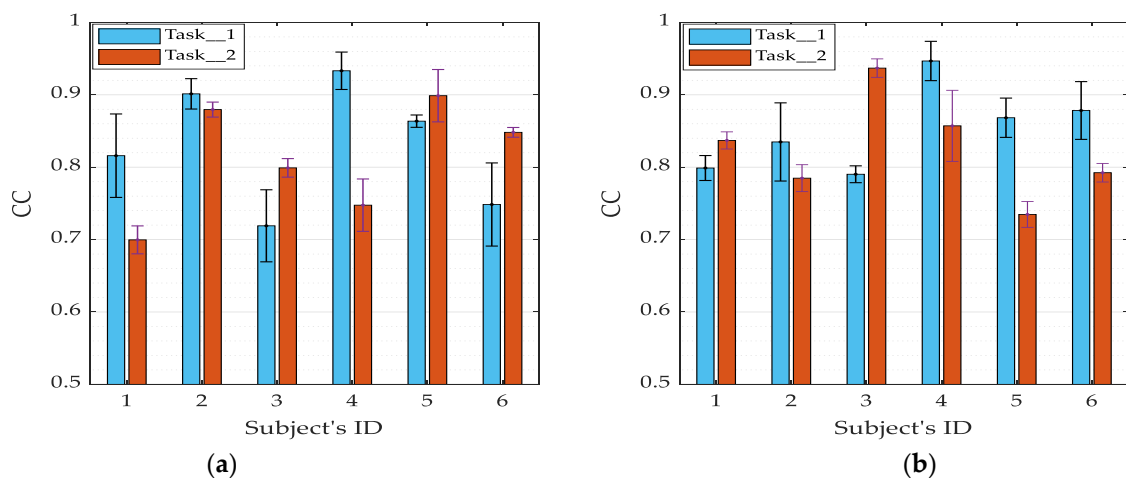 1
Task__1
Task__2
0.9
0.8
CC
0.7
0.6
0.5
1 2 3 4 5 6
Subject's ID
(a)
1
Task__1
Task__2
0.9
0.8
CC
0.7
0.6
0.5
1 2 3 4 5 6
Subject's ID
(b)